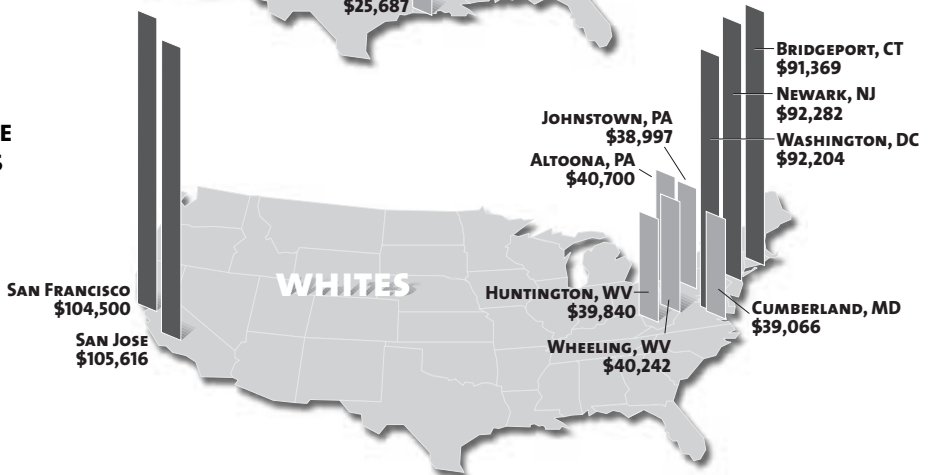 $25,687
E
S
BRIDGEPORT, CT
$91,369
NEWARK, NJ
$92,282
WASHINGTON, DC
$92,204
JOHNSTOWN, PA
$38,997
ALTOONA, PA
$40,700
WHITES
SAN FRANCISCO
$104,500
SAN JOSE
$105,616
HUNTINGTON, WV
$39,840
WHEELING, WV
$40,242
CUMBERLAND, MD
$39,066